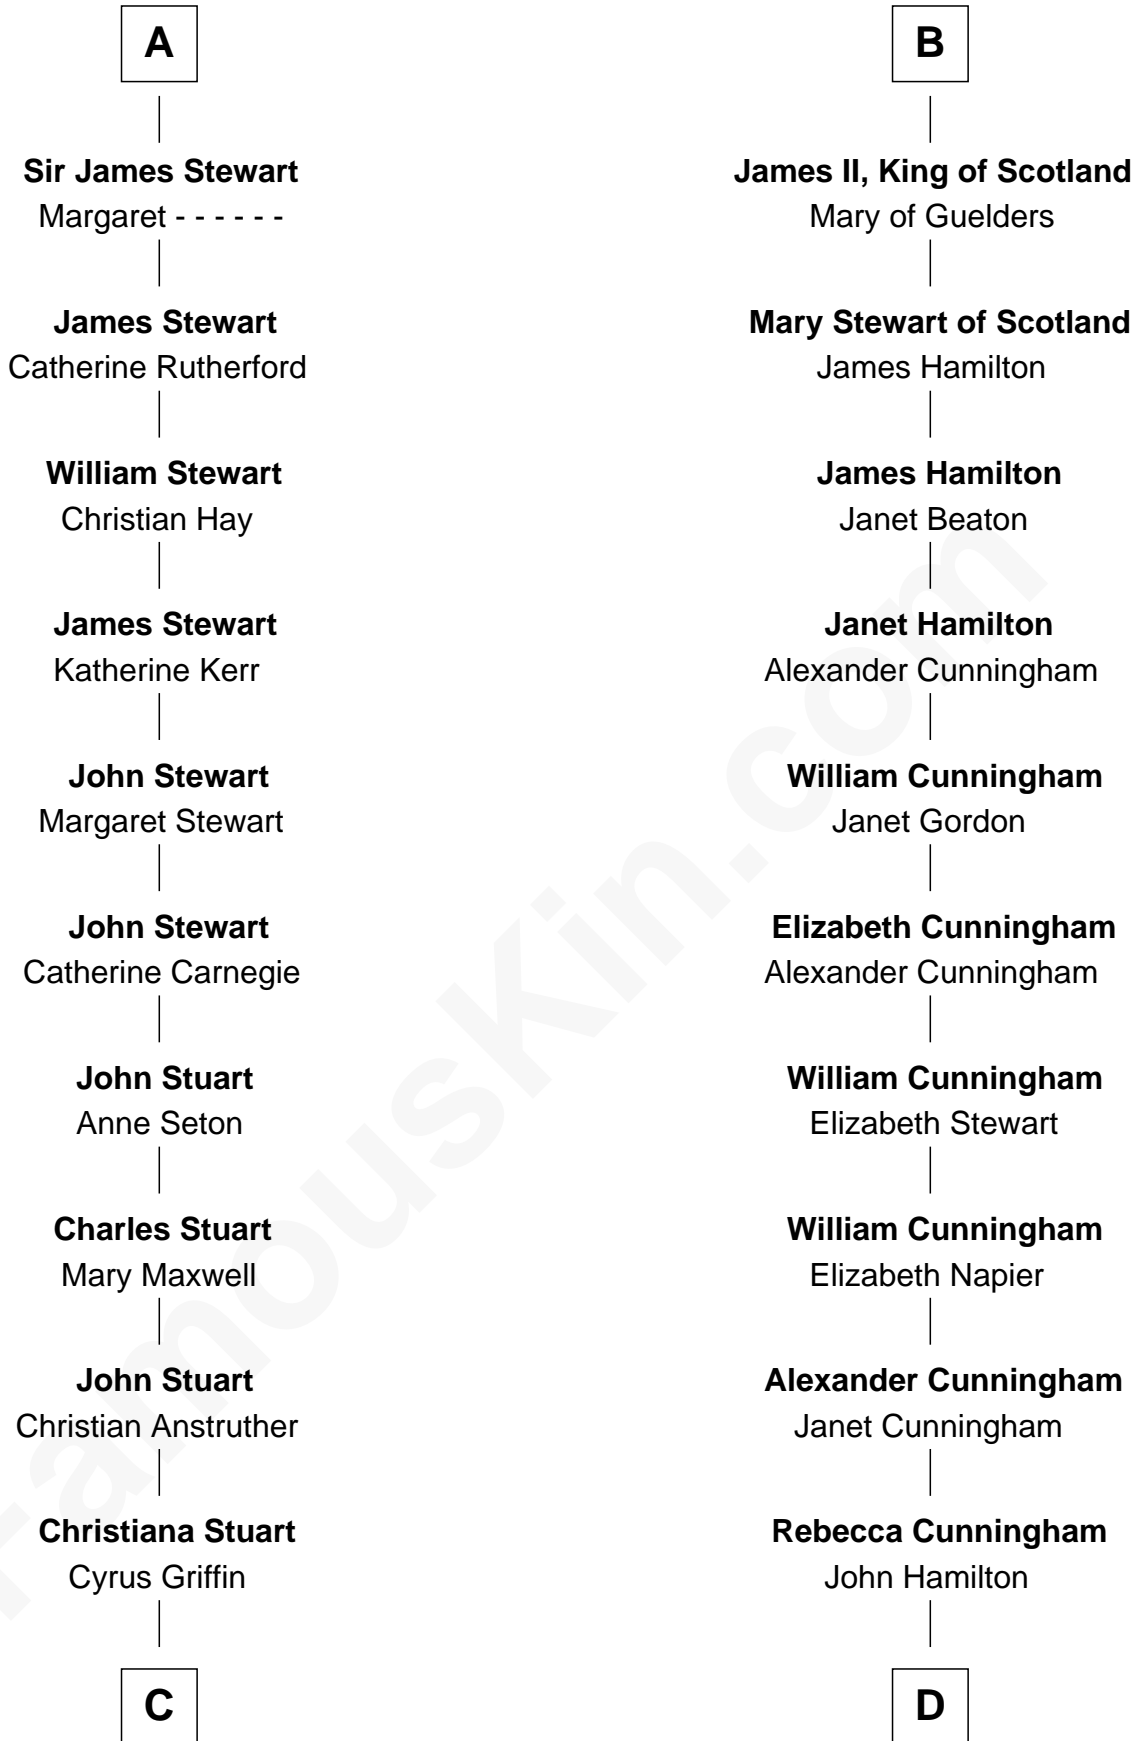 A
Sir James Stewart
Margaret - - - - - -
James Stewart
Catherine Rutherford
William Stewart
Christian Hay
James Stewart
Katherine Kerr
John Stewart
Margaret Stewart
John Stewart
Catherine Carnegie
John Stuart
Anne Seton
Charles Stuart
Mary Maxwell
John Stuart
Christian Anstruther
Christiana Stuart
Cyrus Griffin
C
B
James II, King of Scotland
Mary of Guelders
Mary Stewart of Scotland
James Hamilton
James Hamilton
Janet Beaton
Janet Hamilton
Alexander Cunningham
William Cunningham
Janet Gordon
Elizabeth Cunningham
Alexander Cunningham
William Cunningham
Elizabeth Stewart
William Cunningham
Elizabeth Napier
Alexander Cunningham
Janet Cunningham
Rebecca Cunningham
John Hamilton
D
FamousKin.com